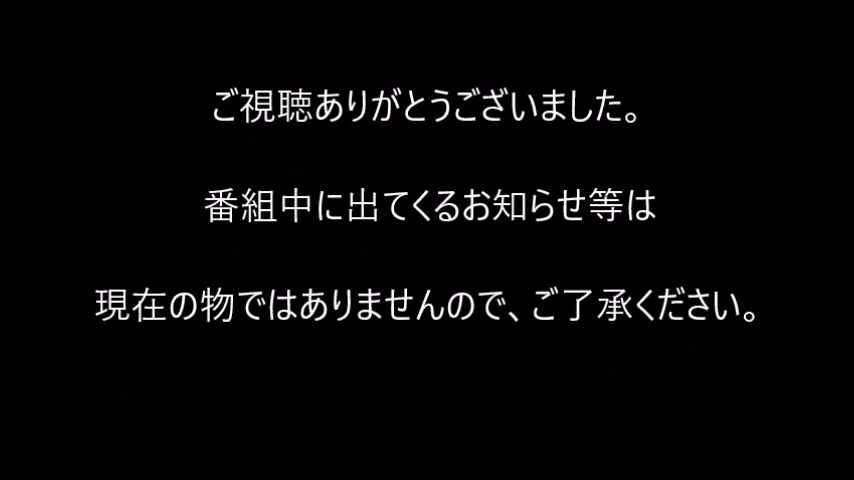 ご視聴ありがとうございました。
番組中に出てくるお知らせ等は
現在の物ではありませんので、ご了承ください。